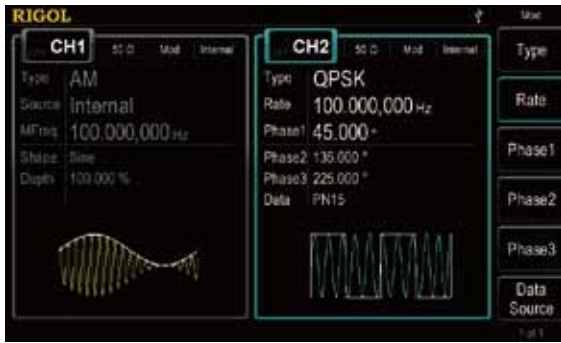 RIGOL
Mod
CH1 50 Ω Mod Internal
Type AM
Source Internal
MFreq 100.000,000 Hz
Shape Sine
Depth 100.000 %
CH2 50 Ω Mod Internal
Type QPSK
Rate 100.000,000 Hz
Phase1 45.000 °
Phase2 135.000 °
Phase3 225.000 °
Data PN15
Type
Rate
Phase1
Phase2
Phase3
Data
Source
1 of 1